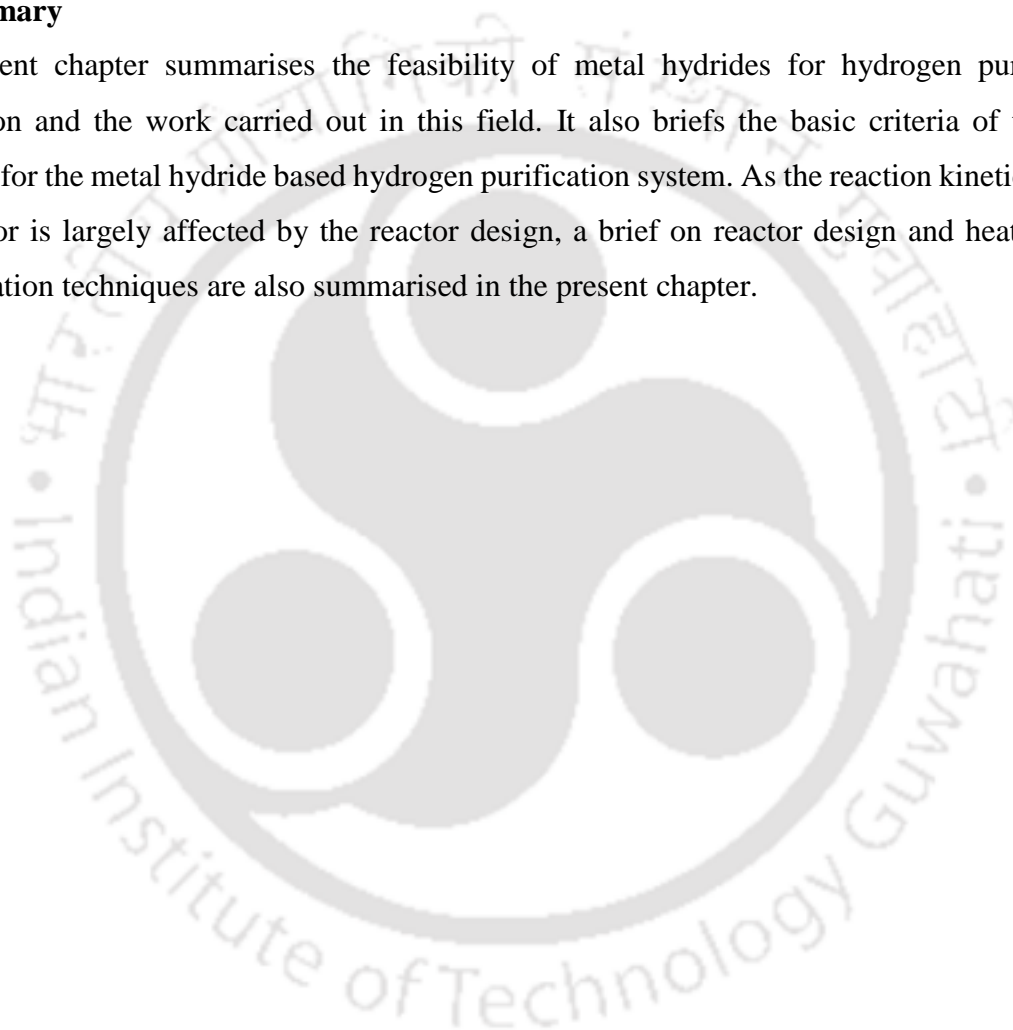 mary
ent chapter summarises the feasibility of metal hydrides for hydrogen pur
on and the work carried out in this field. It also briefs the basic criteria of t
for the metal hydride based hydrogen purification system. As the reaction kinetic
or is largely affected by the reactor design, a brief on reactor design and heat
ation techniques are also summarised in the present chapter.
भारतीय प्रौद्योगिकी संस्थान गुवाहाटी
Indian Institute of Technology Guwahati